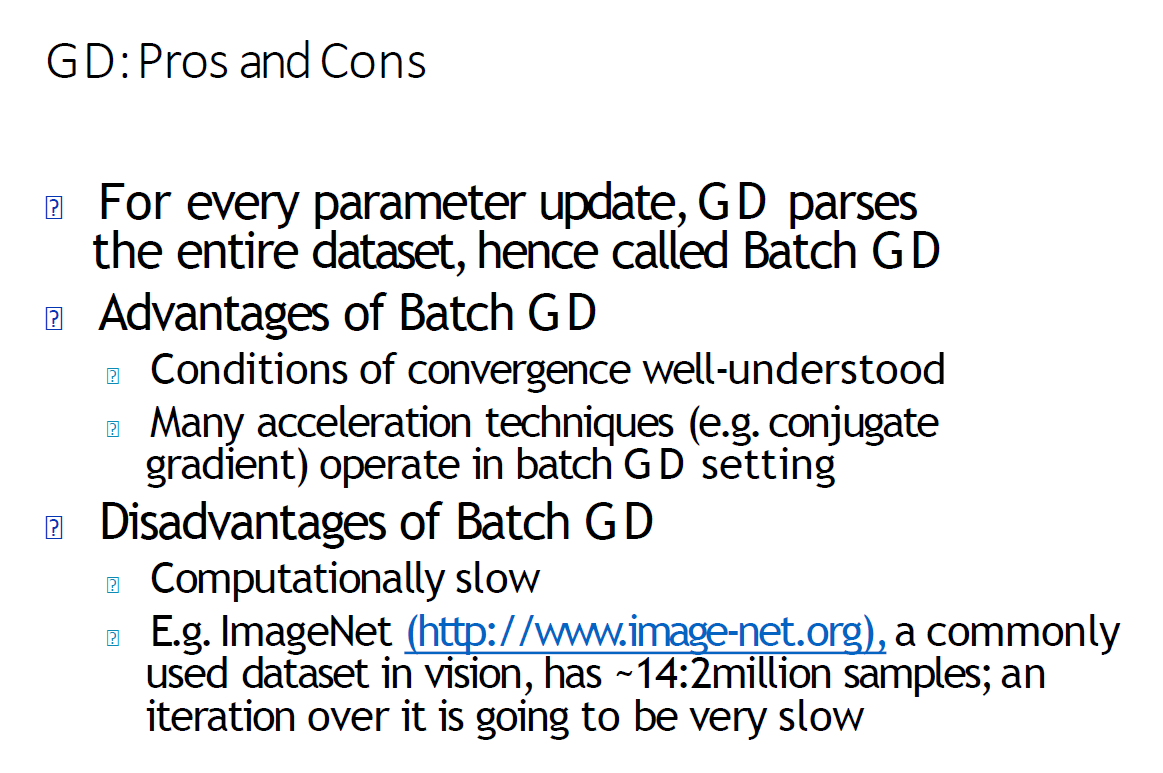 GD: Pros and Cons
For every parameter update, GD parses
the entire dataset, hence called Batch GD
Advantages of Batch GD
Conditions of convergence well-understood
Many acceleration techniques (e.g. conjugate
gradient) operate in batch GD setting
Disadvantages of Batch GD
Computationally slow
E.g. ImageNet (http://www.image-net.org), a commonly
used dataset in vision, has ~14:2million samples; an
iteration over it is going to be very slow